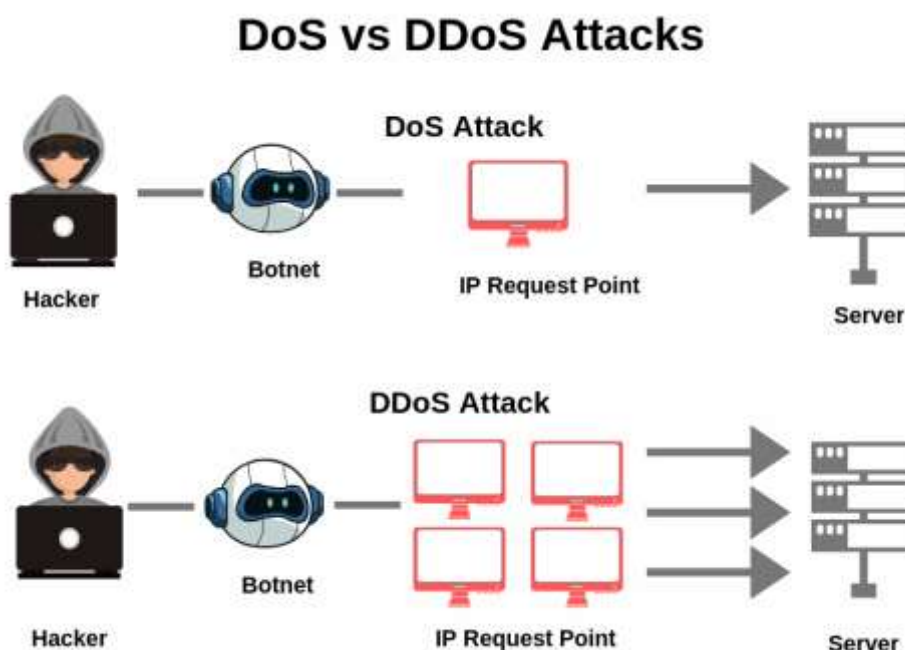 DoS vs DDoS Attacks
DoS Attack
Botnet
IP Request Point
Hacker
Server
DDoS Attack
Botnet
Hacker
IP Request Point
Server